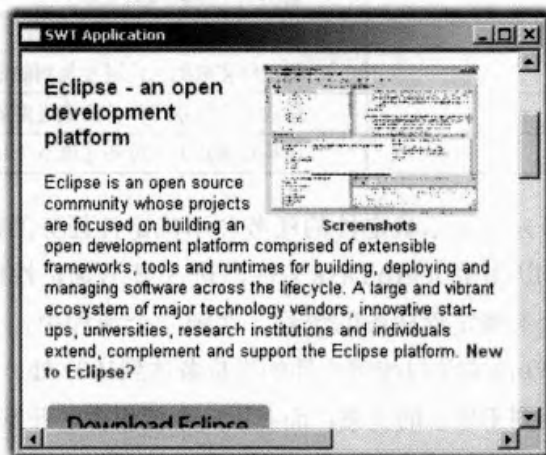 SWT Application
Eclipse - an open
development
platform
Screenshots
Eclipse is an open source
community whose projects
are focused on building an
open development platform comprised of extensible
frameworks, tools and runtimes for building, deploying and
managing software across the lifecycle. A large and vibrant
ecosystem of major technology vendors, innovative start-
ups, universities, research institutions and individuals
extend, complement and support the Eclipse platform. New
to Eclipse?
Download Eclipse